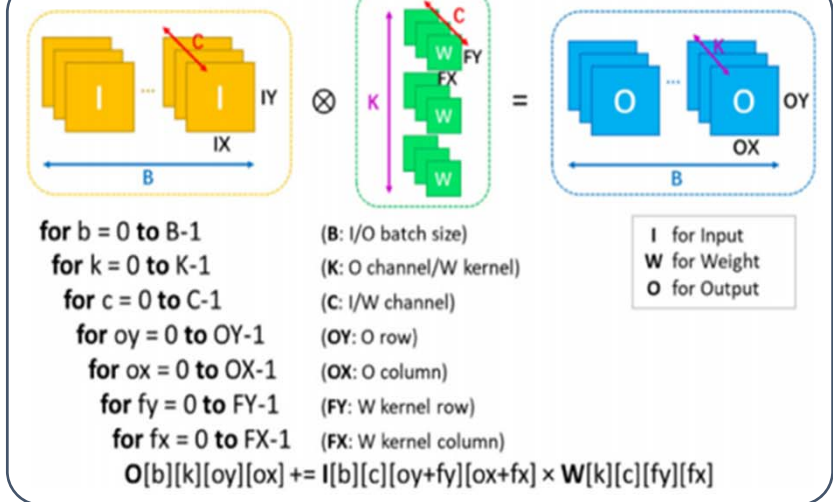 C
I ... I IY
IX
B
⊗
K
C
W FY
FX
W
W
=
O ... K O OY
OX
B
for b = 0 to B-1 (B: I/O batch size)
for k = 0 to K-1 (K: O channel/W kernel)
for c = 0 to C-1 (C: I/W channel)
for oy = 0 to OY-1 (OY: O row)
for ox = 0 to OX-1 (OX: O column)
for fy = 0 to FY-1 (FY: W kernel row)
for fx = 0 to FX-1 (FX: W kernel column)
O[b][k][oy][ox] += I[b][c][oy+fy][ox+fx] × W[k][c][fy][fx]
I for Input
W for Weight
O for Output